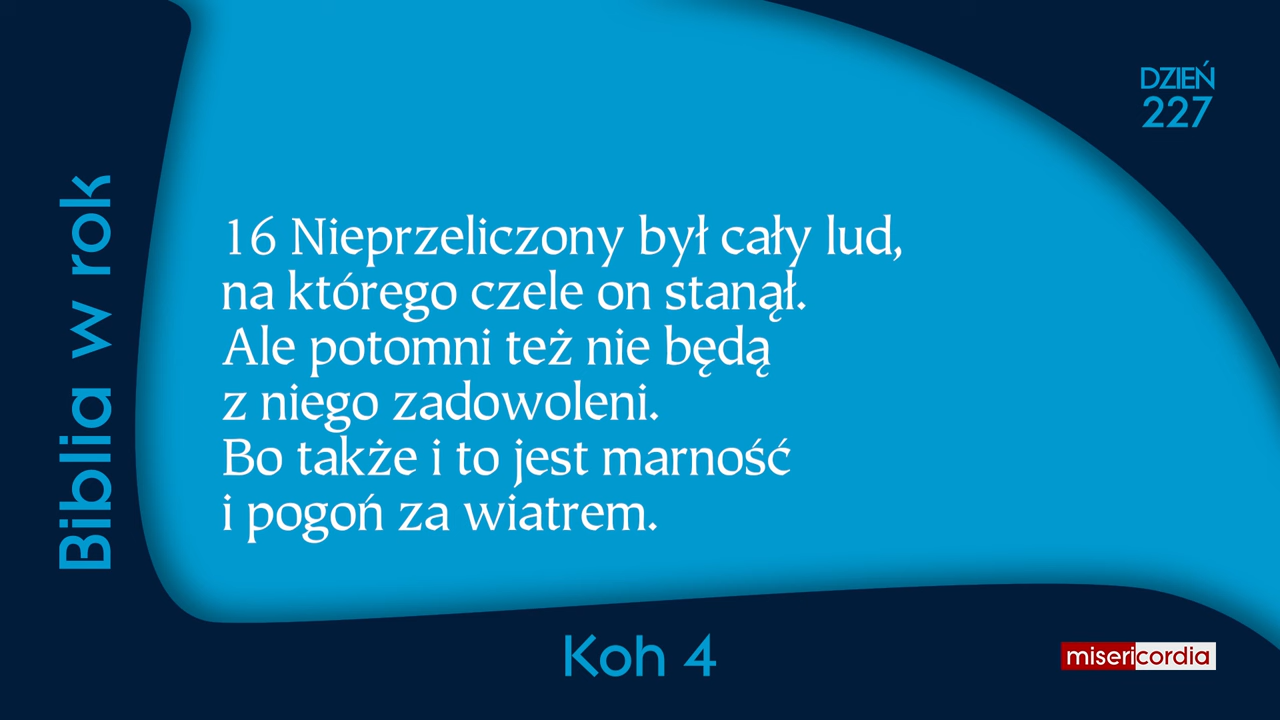 DZIEŃ
227
Biblia w rok
16 Nieprzeliczony był cały lud,
na którego czele on stanął.
Ale potomni też nie będą
z niego zadowoleni.
Bo także i to jest marność
i pogoń za wiatrem.
Koh 4
misericordia